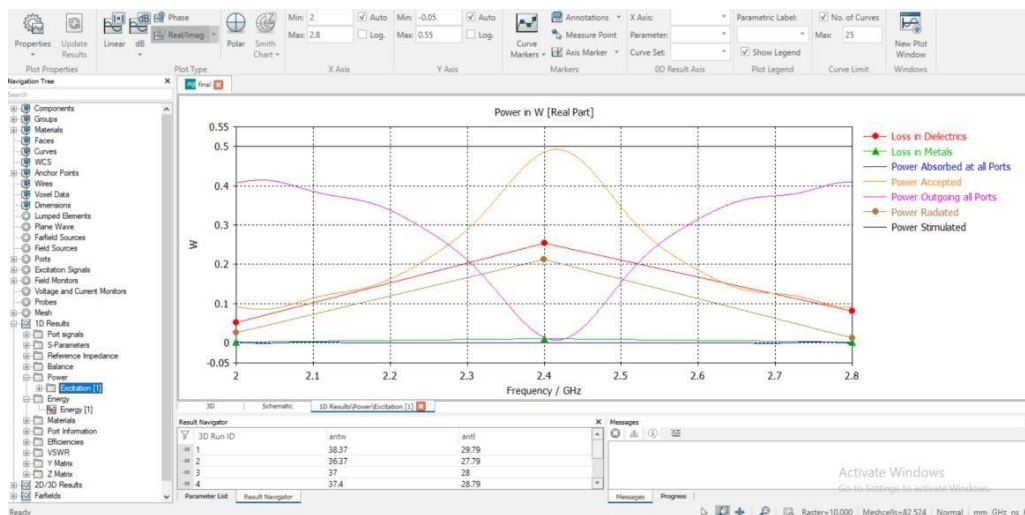 Properties
Update Results
Plot Properties
Linear
dB
Phase
Real/Imag
Polar
Smith Chart
Plot Type
Min: 2
Auto
Max: 2.8
Log.
X Axis
Min: -0.05
Auto
Max: 0.55
Log.
Y Axis
Curve Markers
Annotations
Measure Point
Axis Marker
Markers
X Axis:
Parameter:
Curve Set:
0D Result Axis
Parametric Label:
Show Legend
Plot Legend
No. of Curves
Max: 25
Curve Limit
New Plot Window
Windows
Navigation Tree
Search
Components
Groups
Materials
Faces
Curves
WCS
Anchor Points
Wires
Voxel Data
Dimensions
Lumped Elements
Plane Wave
Farfield Sources
Field Sources
Ports
Excitation Signals
Field Monitors
Voltage and Current Monitors
Probes
Mesh
1D Results
Port signals
S-Parameters
Reference Impedance
Balance
Power
Excitation [1]
Energy
Energy [1]
Materials
Port Information
Efficiencies
VSWR
Y Matrix
Z Matrix
2D/3D Results
Farfields
final
Power in W [Real Part]
0.55
0.5
0.4
0.3
0.2
0.1
0
-0.05
W
2 2.1 2.2 2.3 2.4 2.5 2.6 2.7 2.8
Frequency / GHz
Loss in Dielectrics
Loss in Metals
Power Absorbed at all Ports
Power Accepted
Power Outgoing all Ports
Power Radiated
Power Stimulated
3D
Schematic
1D Results\Power\Excitation [1]
Result Navigator
3D Run ID antw antl
1 38.37 29.79
2 36.37 27.79
3 37 28
4 37.4 28.79
Parameter List
Result Navigator
Messages
Activate Windows
Go to Settings to activate Windows.
Messages
Progress
Ready
Raster=10.000 Meshcells=82.524 Normal mm GHz ns